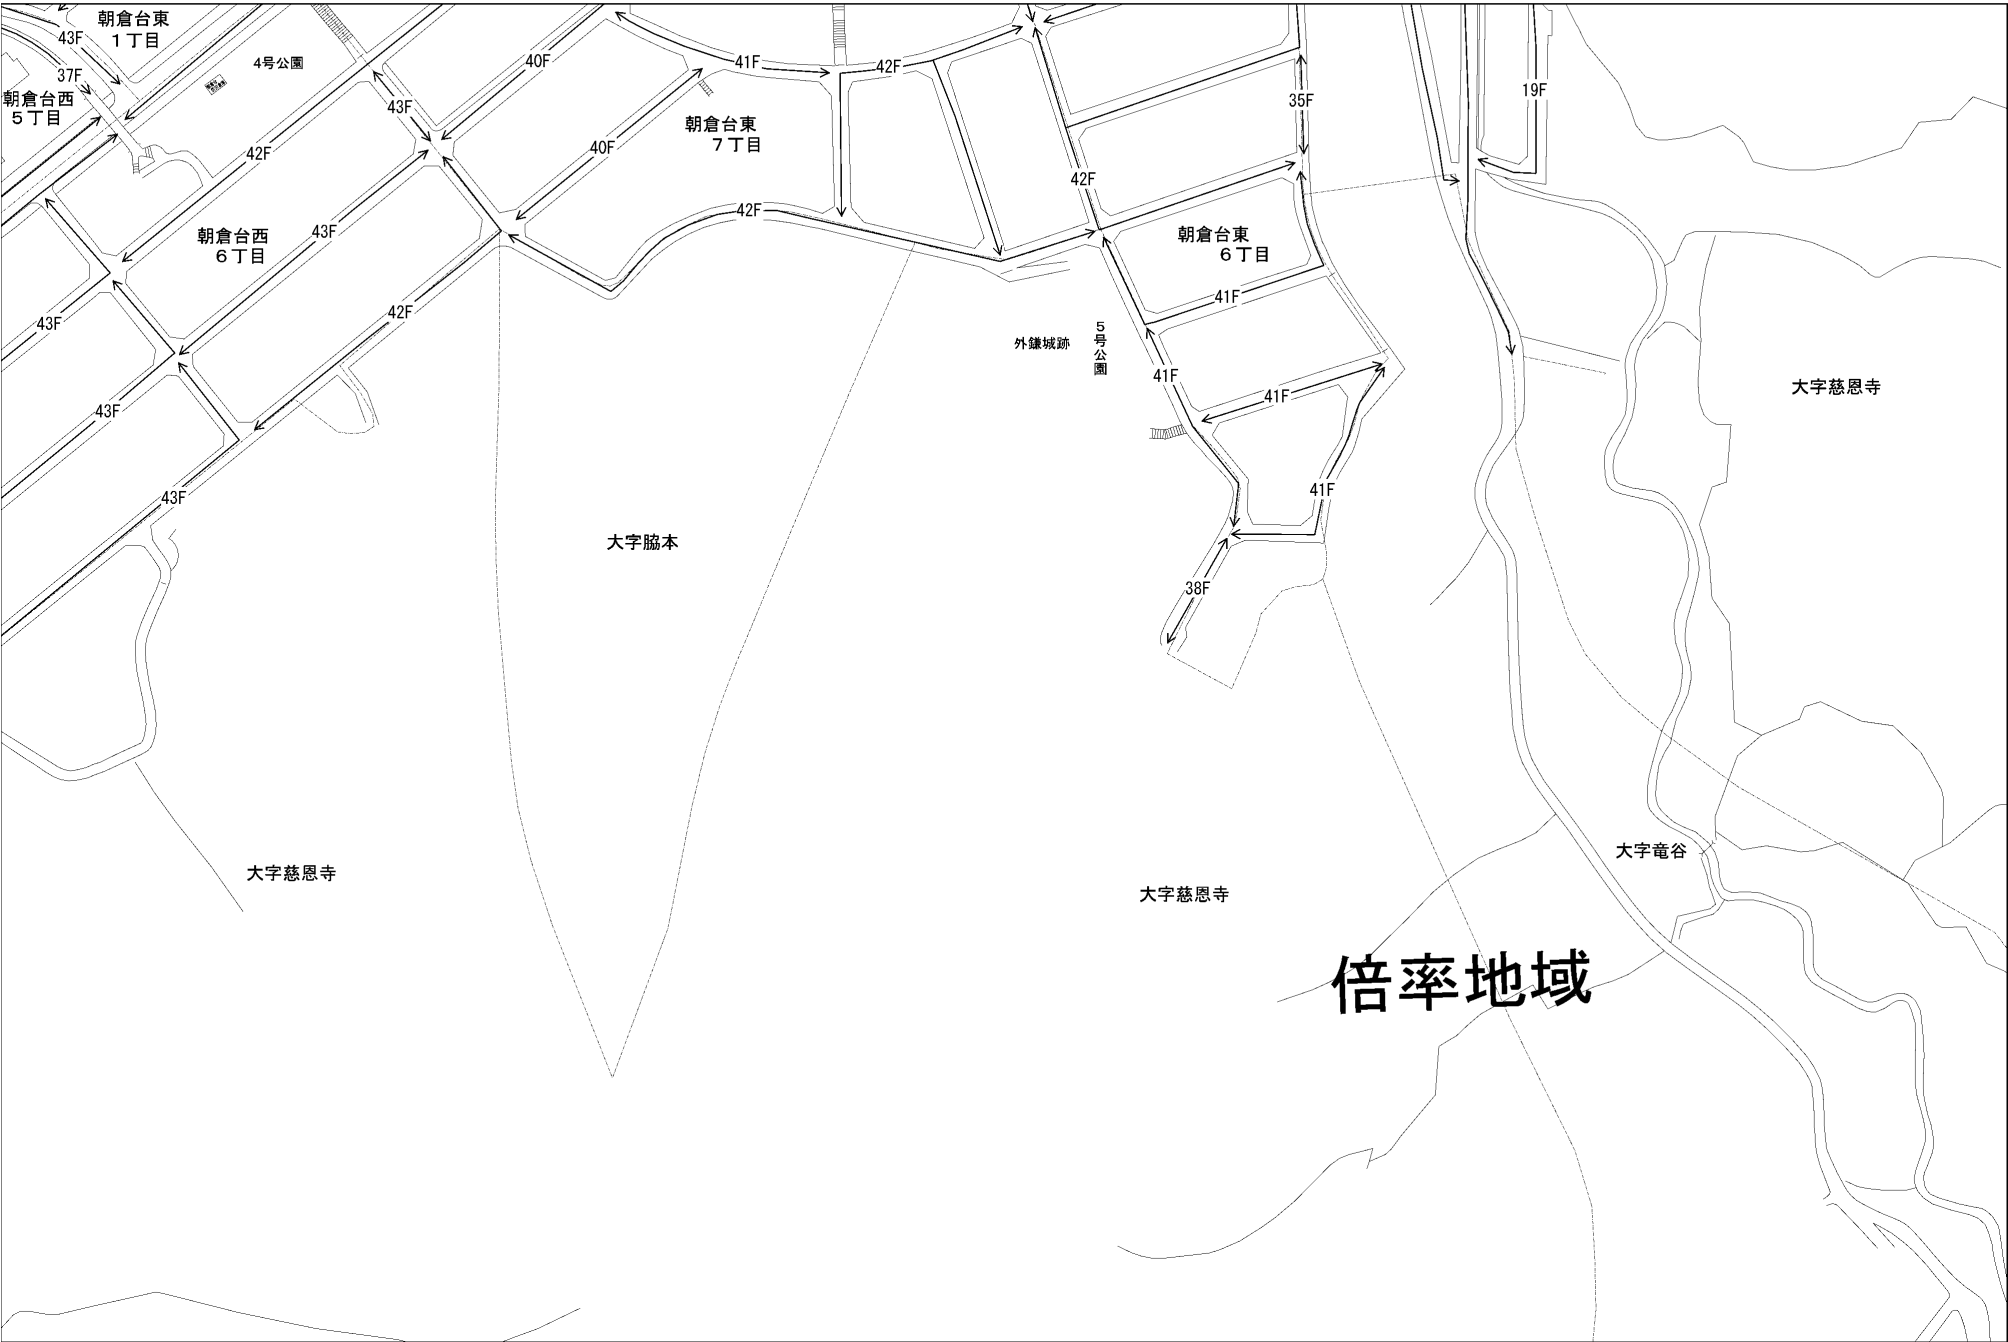 朝倉台東
１丁目
43F
37F
4号公園
朝倉台西
５丁目
40F
41F
42F
43F
19F
35F
朝倉台東
７丁目
40F
42F
42F
42F
朝倉台西
６丁目
43F
朝倉台東
６丁目
41F
43F
42F
外鎌城跡
５号公園
41F
大字慈恩寺
43F
41F
43F
41F
大字脇本
38F
大字竜谷
大字慈恩寺
大字慈恩寺
倍率地域